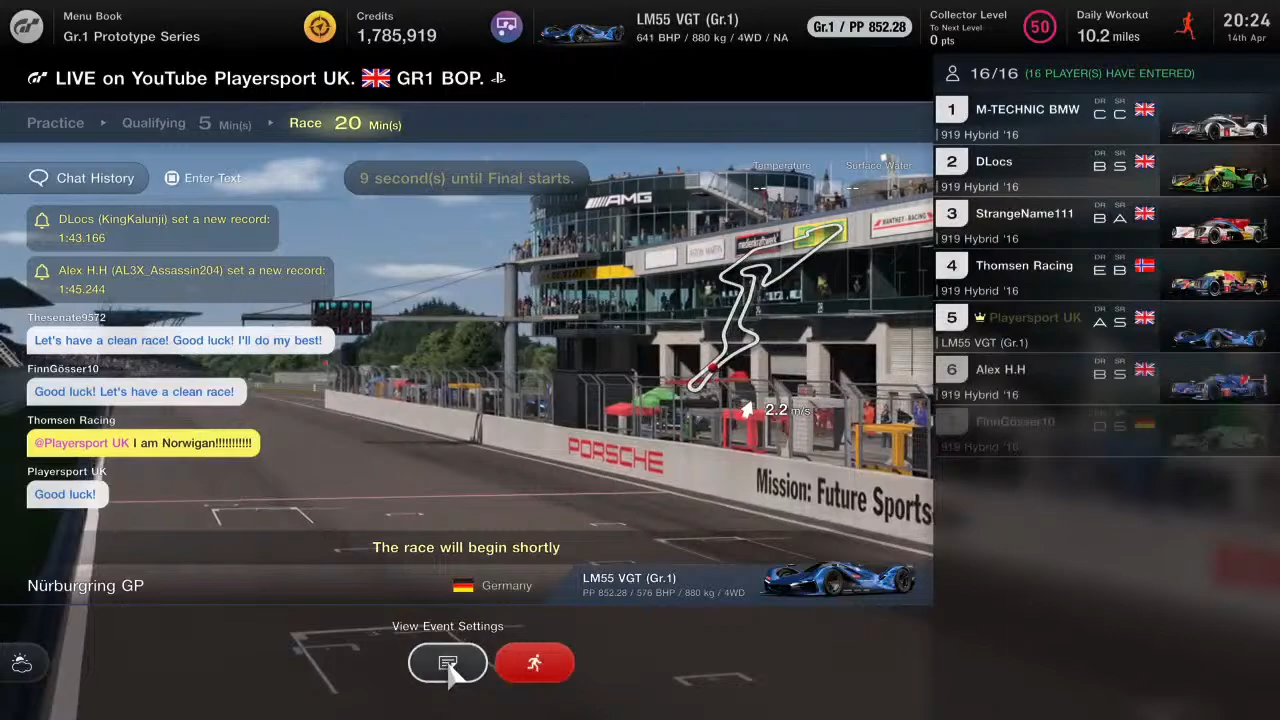 Menu Book
Gr.1 Prototype Series
Credits
1,785,919
LM55 VGT (Gr.1)
641 BHP / 880 kg / 4WD / NA
Gr.1 / PP 852.28
Collector Level
To Next Level
0 pts
50
Daily Workout
10.2 miles
20:24
14th Apr
LIVE on YouTube Playersport UK. 🇬🇧 GR1 BOP.
16/16 (16 PLAYER(S) HAVE ENTERED)
Practice Qualifying 5 Min(s) Race 20 Min(s)
Chat History
Enter Text
9 second(s) until Final starts.
Temperature
--
Surface Water
--
DLocs (KingKalunji) set a new record:
1:43.166
Alex H.H (AL3X_Assassin204) set a new record:
1:45.244
Thesenate9572
Let's have a clean race! Good luck! I'll do my best!
FinnGösser10
Good luck! Let's have a clean race!
Thomsen Racing
@Playersport UK I am Norwigan!!!!!!!!!!!
Playersport UK
Good luck!
AMG
ASTON MARTIN
MANTHEY-RACING
2.2 m/s
PORSCHE
Mission: Future Sports
The race will begin shortly
Nürburgring GP
Germany
LM55 VGT (Gr.1)
PP 852.28 / 576 BHP / 880 kg / 4WD
View Event Settings
1 M-TECHNIC BMW DR C SR C
919 Hybrid '16
2 DLocs DR B SR S
919 Hybrid '16
3 StrangeName111 DR B SR A
919 Hybrid '16
4 Thomsen Racing DR E SR B
919 Hybrid '16
5 Playersport UK DR A SR S
LM55 VGT (Gr.1)
6 Alex H.H DR B SR S
919 Hybrid '16
FinnGösser10 DR D SR S
919 Hybrid '16